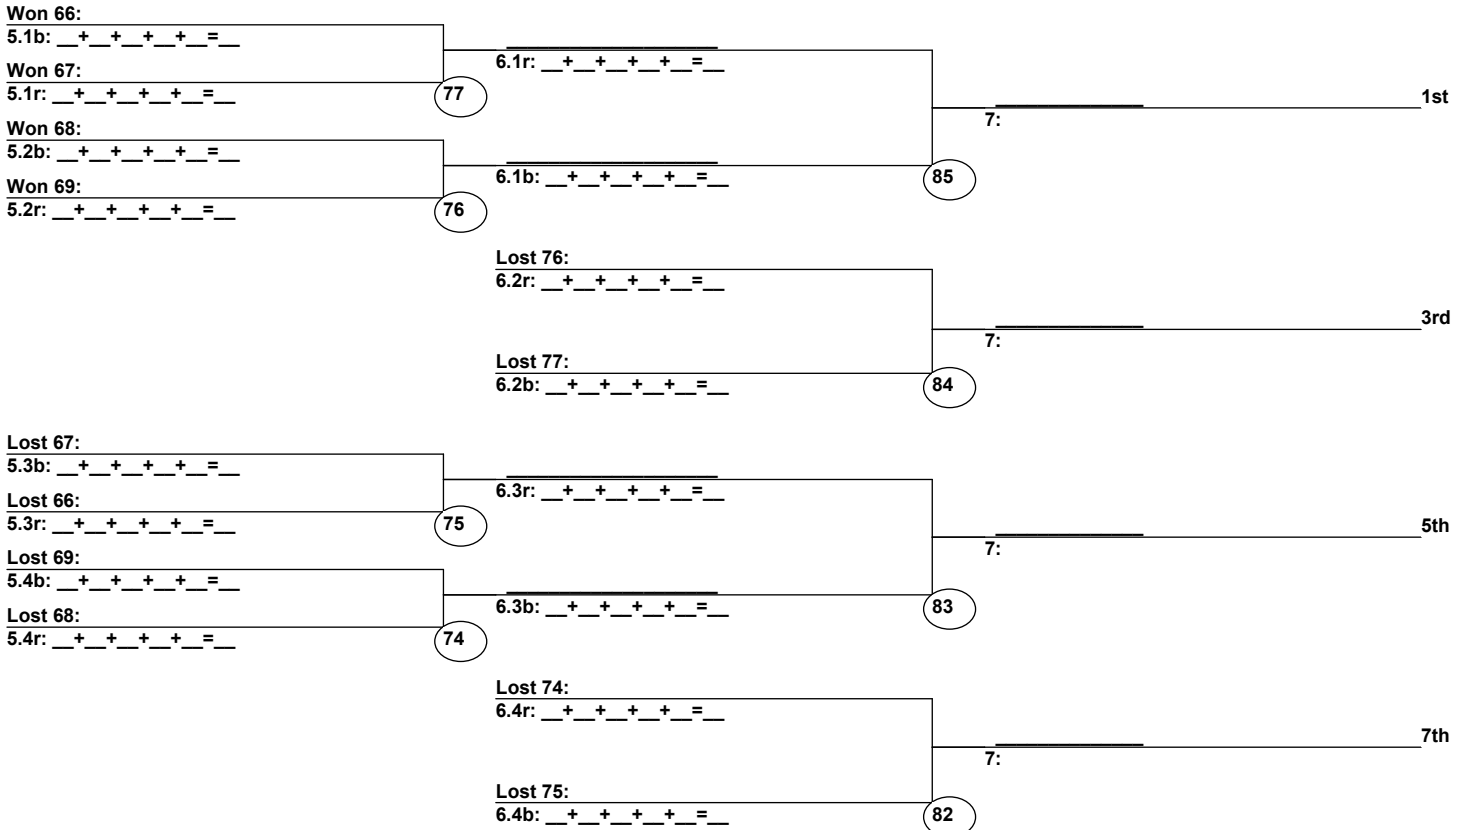 Won 66:
5.1b: __+__+__+__+__=__
Won 67:
5.1r: __+__+__+__+__=__
77
Won 68:
5.2b: __+__+__+__+__=__
Won 69:
5.2r: __+__+__+__+__=__
76
6.1r: __+__+__+__+__=__
6.1b: __+__+__+__+__=__
85
7:
1st
Lost 76:
6.2r: __+__+__+__+__=__
Lost 77:
6.2b: __+__+__+__+__=__
84
7:
3rd
Lost 67:
5.3b: __+__+__+__+__=__
Lost 66:
5.3r: __+__+__+__+__=__
75
Lost 69:
5.4b: __+__+__+__+__=__
Lost 68:
5.4r: __+__+__+__+__=__
74
6.3r: __+__+__+__+__=__
6.3b: __+__+__+__+__=__
83
7:
5th
Lost 74:
6.4r: __+__+__+__+__=__
Lost 75:
6.4b: __+__+__+__+__=__
82
7:
7th